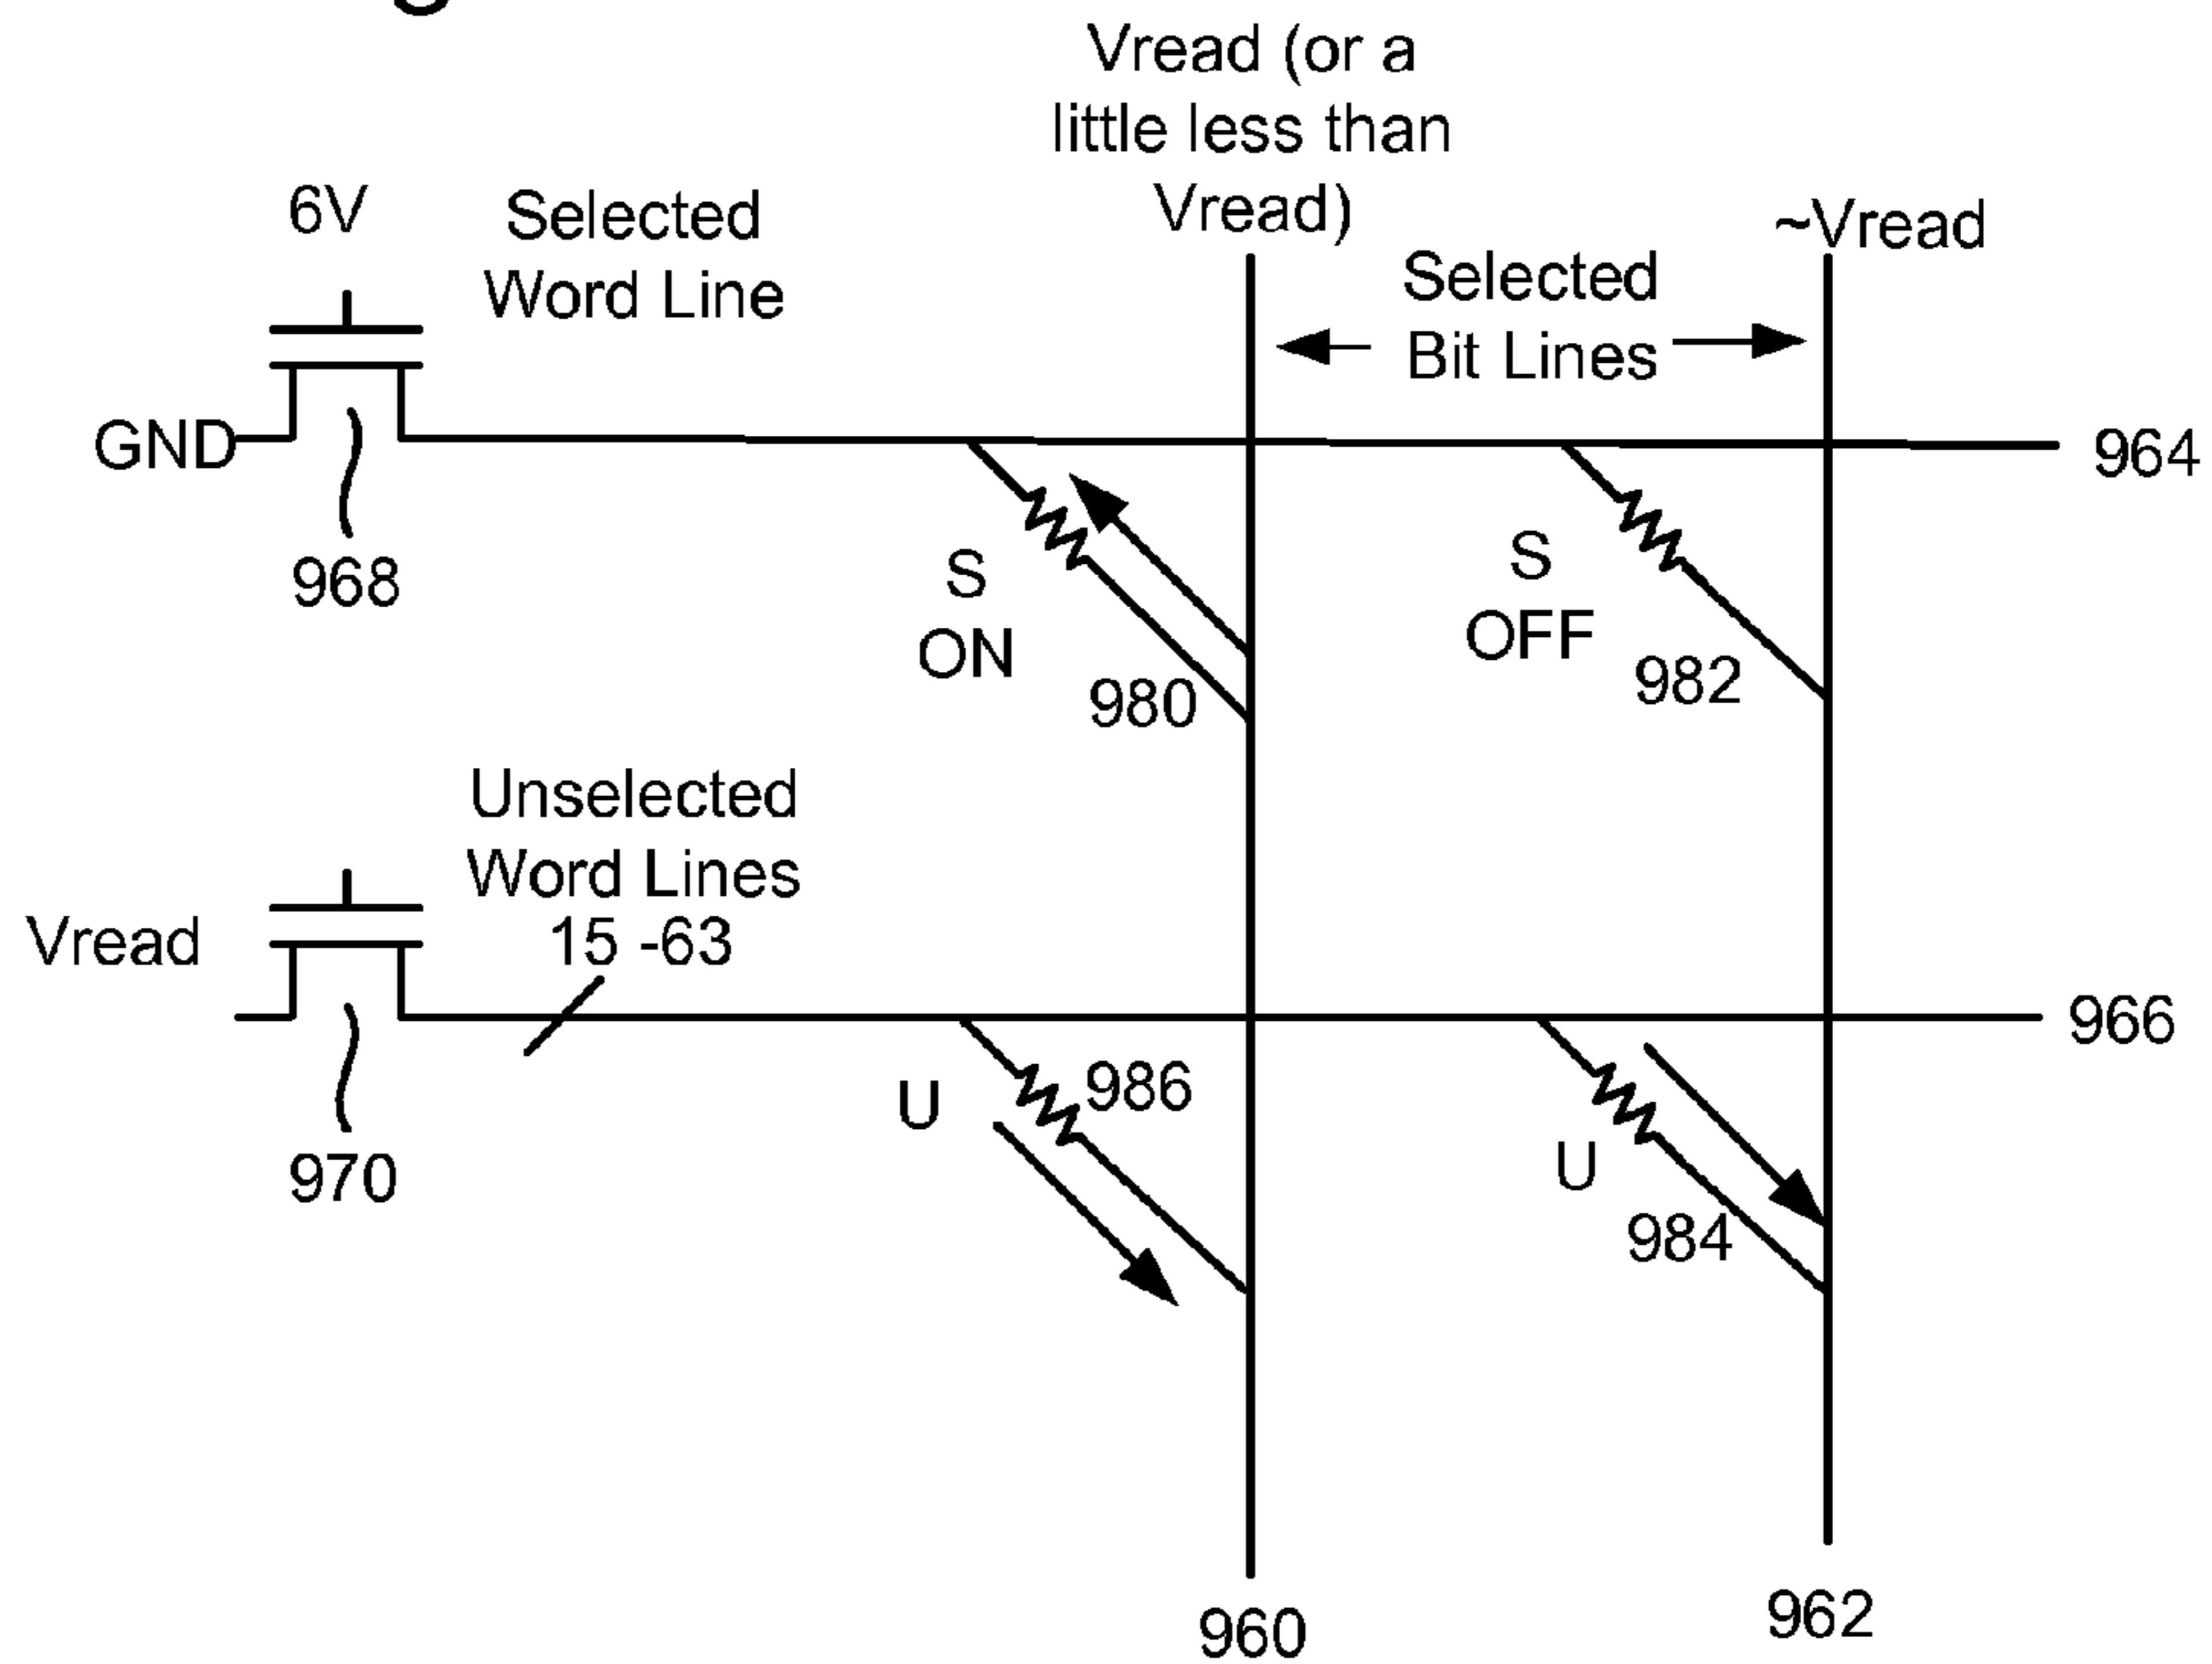 Vread (or a
little less than
Vread)
6V
Selected
Word Line
~Vread
Selected
Bit Lines
GND
964
968
S
ON
980
S
OFF
982
Unselected
Word Lines
15 -63
Vread
966
970
U
986
U
984
960
962